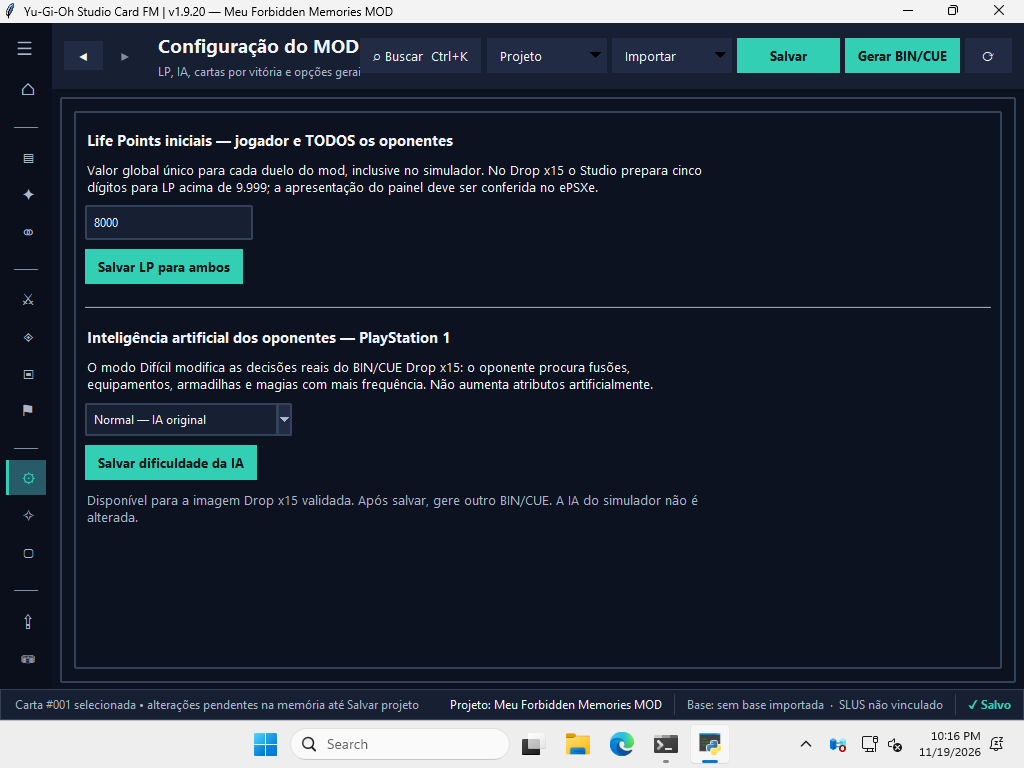 Yu-Gi-Oh Studio Card FM | v1.9.20 — Meu Forbidden Memories MOD
Configuração do MOD
LP, IA, cartas por vitória e opções gerai
Buscar Ctrl+K
Projeto
Importar
Salvar
Gerar BIN/CUE
Life Points iniciais — jogador e TODOS os oponentes
Valor global único para cada duelo do mod, inclusive no simulador. No Drop x15 o Studio prepara cinco
dígitos para LP acima de 9.999; a apresentação do painel deve ser conferida no ePSXe.
8000
Salvar LP para ambos
Inteligência artificial dos oponentes — PlayStation 1
O modo Difícil modifica as decisões reais do BIN/CUE Drop x15: o oponente procura fusões,
equipamentos, armadilhas e magias com mais frequência. Não aumenta atributos artificialmente.
Normal — IA original
Salvar dificuldade da IA
Disponível para a imagem Drop x15 validada. Após salvar, gere outro BIN/CUE. A IA do simulador não é
alterada.
Carta #001 selecionada • alterações pendentes na memória até Salvar projeto
Projeto: Meu Forbidden Memories MOD
Base: sem base importada · SLUS não vinculado
✓ Salvo
Search
10:16 PM
11/19/2026